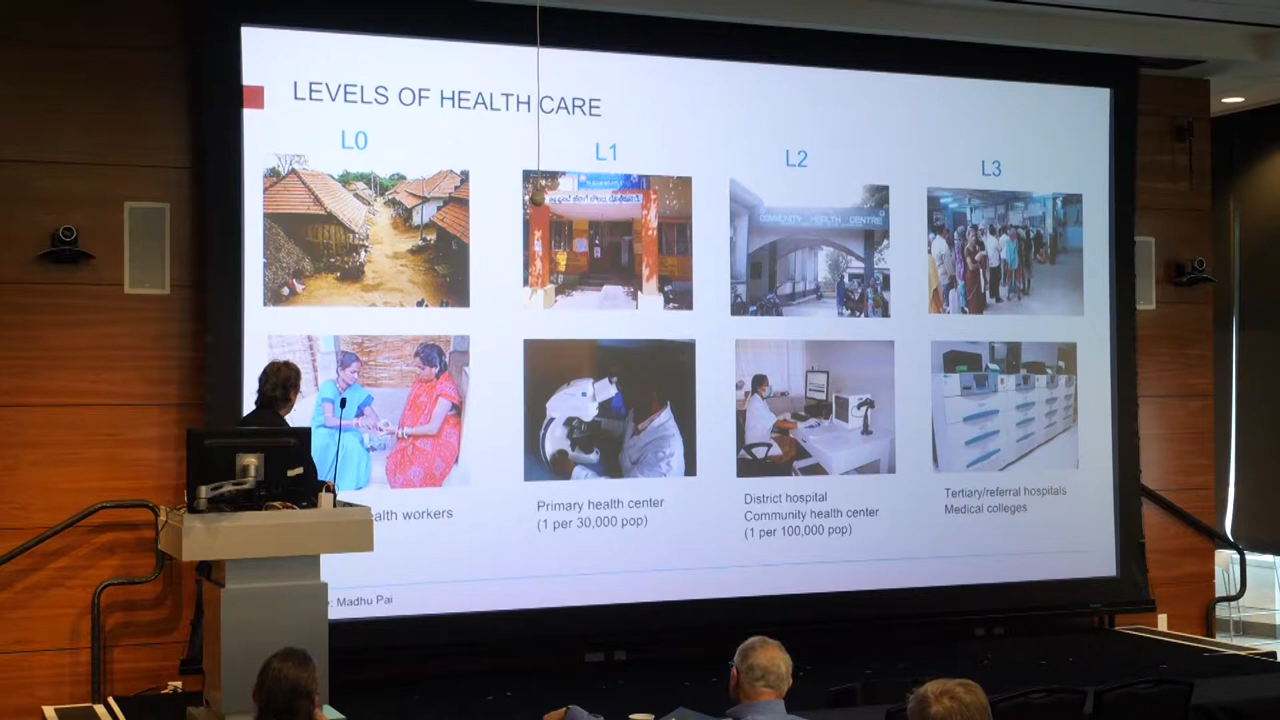 LEVELS OF HEALTH CARE
L0
L1
L2
L3
COMMUNITY HEALTH CENTRE
ealth workers
Primary health center
(1 per 30,000 pop)
District hospital
Community health center
(1 per 100,000 pop)
Tertiary/referral hospitals
Medical colleges
: Madhu Pai